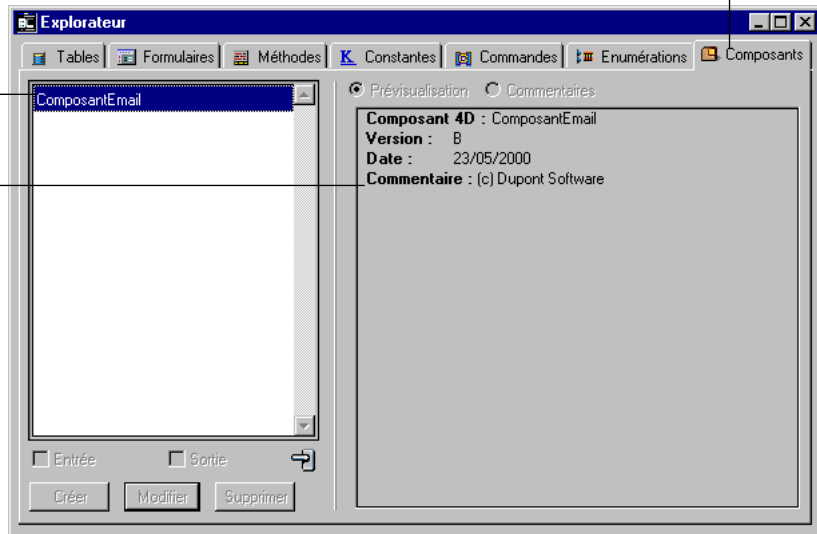 Explorateur
Tables Formulaires Méthodes K Constantes Commandes Enumérations Composants
ComposantEmail
Prévisualisation Commentaires
Composant 4D : ComposantEmail
Version : B
Date : 23/05/2000
Commentaire : (c) Dupont Software
Entrée Sortie
Créer Modifier Supprimer